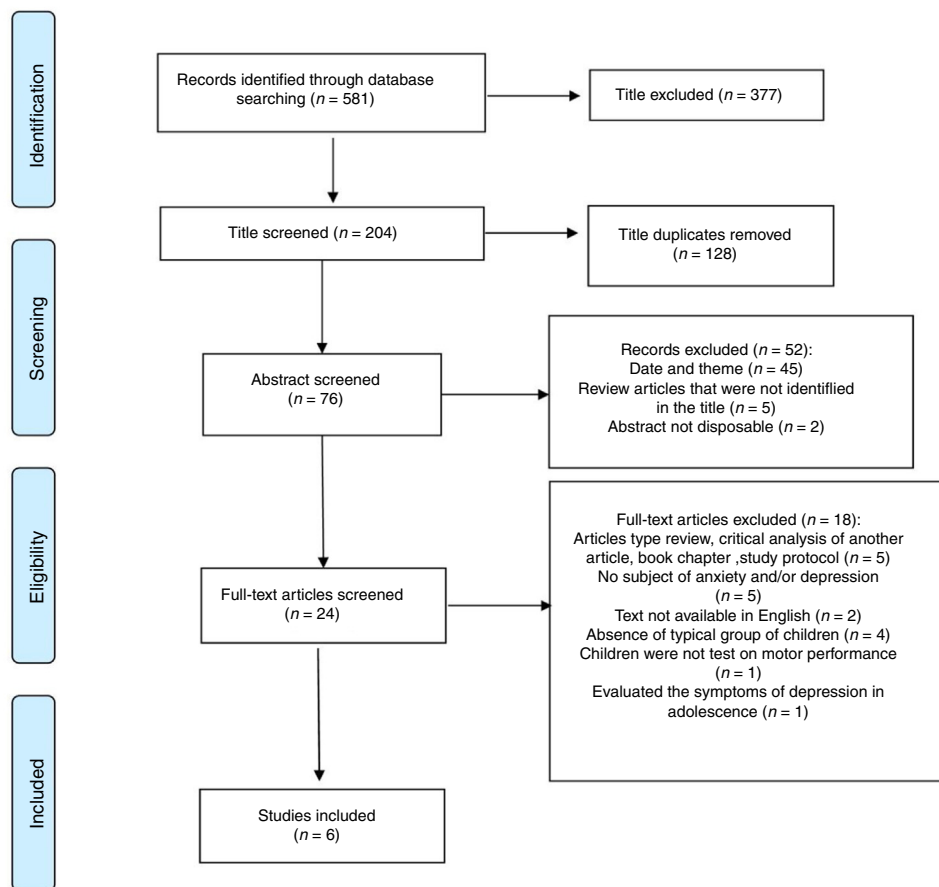 Identification
Records identified through database
searching (n = 581)
Title excluded (n = 377)
Title screened (n = 204)
Title duplicates removed
(n = 128)
Screening
Abstract screened
(n = 76)
Records excluded (n = 52):
Date and theme (n = 45)
Review articles that were not identiflied
in the title (n = 5)
Abstract not disposable (n = 2)
Eligibility
Full-text articles screened
(n = 24)
Full-text articles excluded (n = 18):
Articles type review, critical analysis of another
article, book chapter ,study protocol (n = 5)
No subject of anxiety and/or depression
(n = 5)
Text not available in English (n = 2)
Absence of typical group of children (n = 4)
Children were not test on motor performance
(n = 1)
Evaluated the symptoms of depression in
adolescence (n = 1)
Included
Studies included
(n = 6)